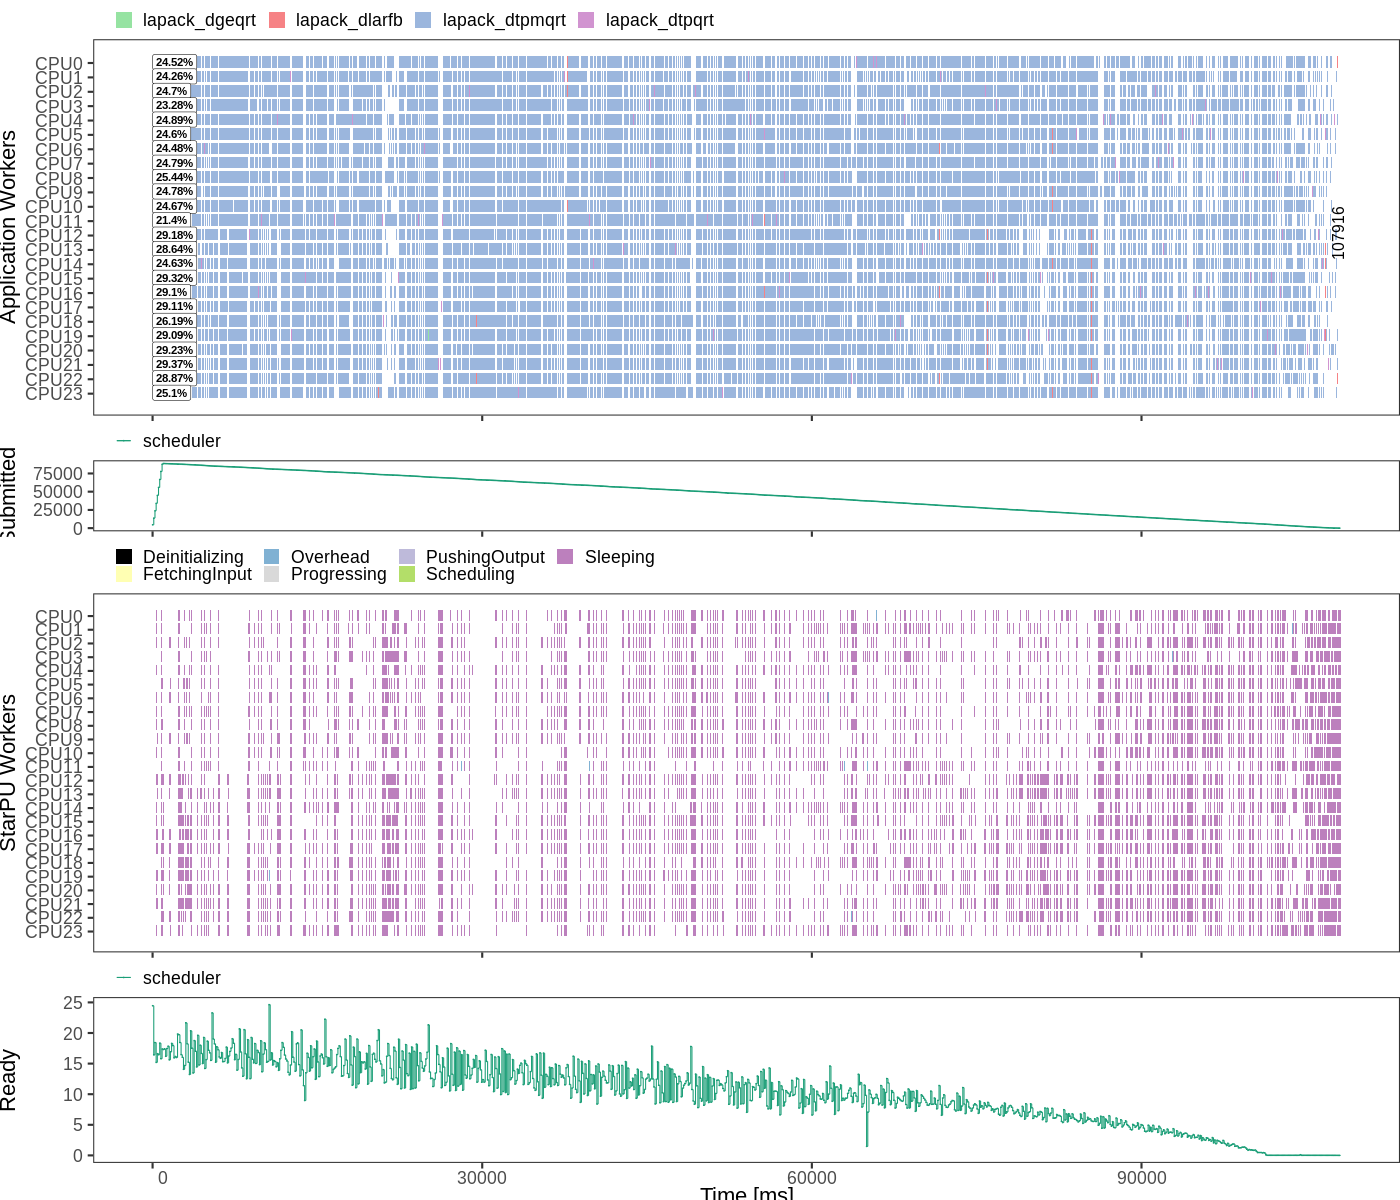 lapack_dgeqrt lapack_dlarfb lapack_dtpmqrt lapack_dtpqrt
Application Workers
CPU0 24.52%
CPU1 24.26%
CPU2 24.7%
CPU3 23.28%
CPU4 24.89%
CPU5 24.6%
CPU6 24.48%
CPU7 24.79%
CPU8 25.44%
CPU9 24.78%
CPU10 24.67%
CPU11 21.4%
CPU12 29.18%
CPU13 28.64%
CPU14 24.63%
CPU15 29.32%
CPU16 29.1%
CPU17 29.11%
CPU18 26.19%
CPU19 29.09%
CPU20 29.23%
CPU21 29.37%
CPU22 28.87%
CPU23 25.1%
107916
scheduler
Submitted
75000
50000
25000
0
Deinitializing Overhead PushingOutput Sleeping
FetchingInput Progressing Scheduling
StarPU Workers
CPU0
CPU1
CPU2
CPU3
CPU4
CPU5
CPU6
CPU7
CPU8
CPU9
CPU10
CPU11
CPU12
CPU13
CPU14
CPU15
CPU16
CPU17
CPU18
CPU19
CPU20
CPU21
CPU22
CPU23
scheduler
Ready
25
20
15
10
5
0
0 30000 60000 90000
Time [ms]